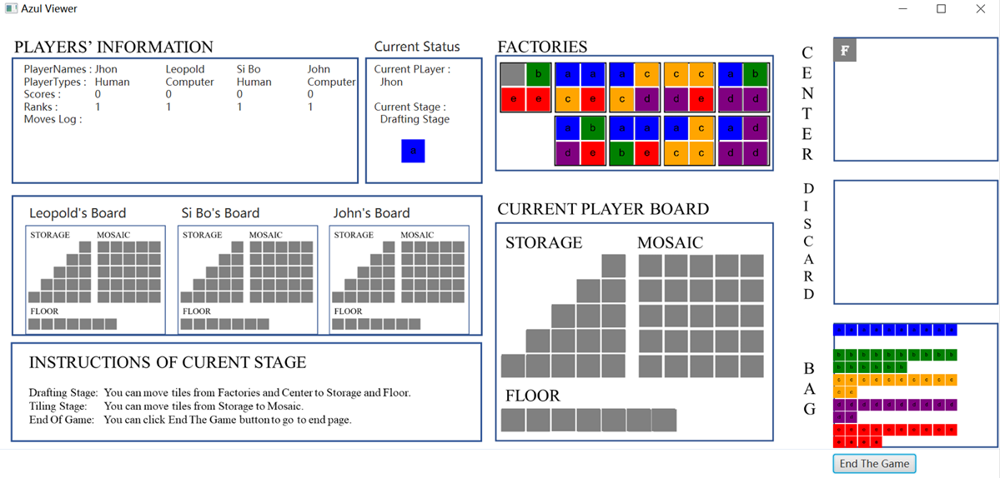 Azul Viewer
PLAYERS' INFORMATION
PlayerNames : Jhon Leopold Si Bo John
PlayerTypes : Human Computer Human Computer
Scores : 0 0 0 0
Ranks : 1 1 1 1
Moves Log :
Current Status
Current PLayer :
Jhon
Current Stage :
Drafting Stage
a
FACTORIES
b a a a c c c a b
e e c e c d d e d d
a b a a a c a d
d e b e c c d d
CENTER
F
Leopold's Board
STORAGE MOSAIC
FLOOR
Si Bo's Board
STORAGE MOSAIC
FLOOR
John's Board
STORAGE MOSAIC
FLOOR
CURRENT PLAYER BOARD
STORAGE MOSAIC
FLOOR
DISCARD
INSTRUCTIONS OF CURENT STAGE
Drafting Stage: You can move tiles from Factories and Center to Storage and Floor.
Tiling Stage: You can move tiles from Storage to Mosaic.
End Of Game: You can click End The Game button to go to end page.
BAG
b b b b b b b b b b
b b b b b b
c c c c c c c c c c
c c
End The Game